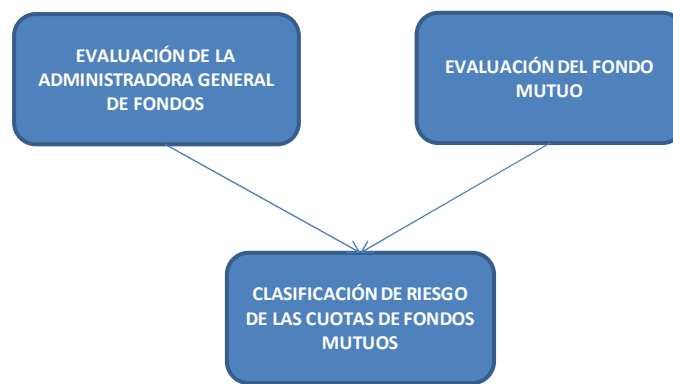 EVALUACIÓN DE LA
ADMINISTRADORA GENERAL
DE FONDOS
EVALUACIÓN DEL FONDO
MUTUO
CLASIFICACIÓN DE RIESGO
DE LAS CUOTAS DE FONDOS
MUTUOS